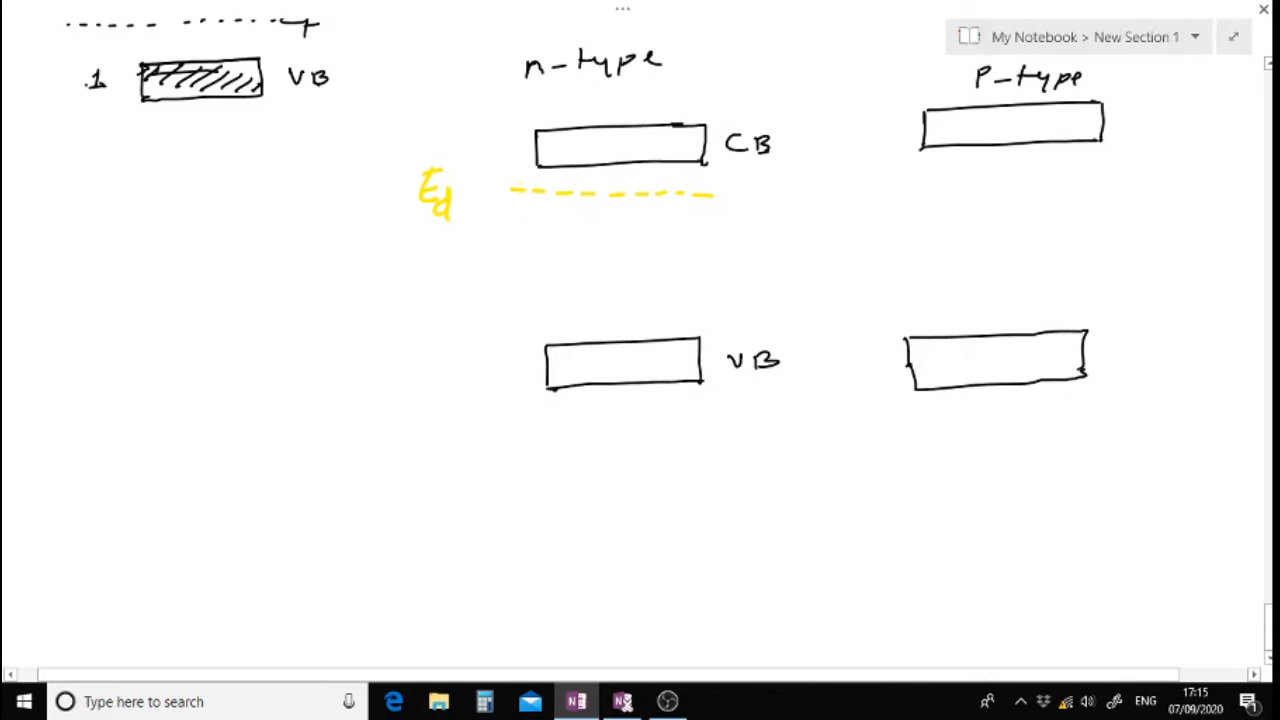 My Notebook > New Section 1
VB
n-type
P-type
CB
Ed
VB
Type here to search
ENG
17:15
07/09/2020
1